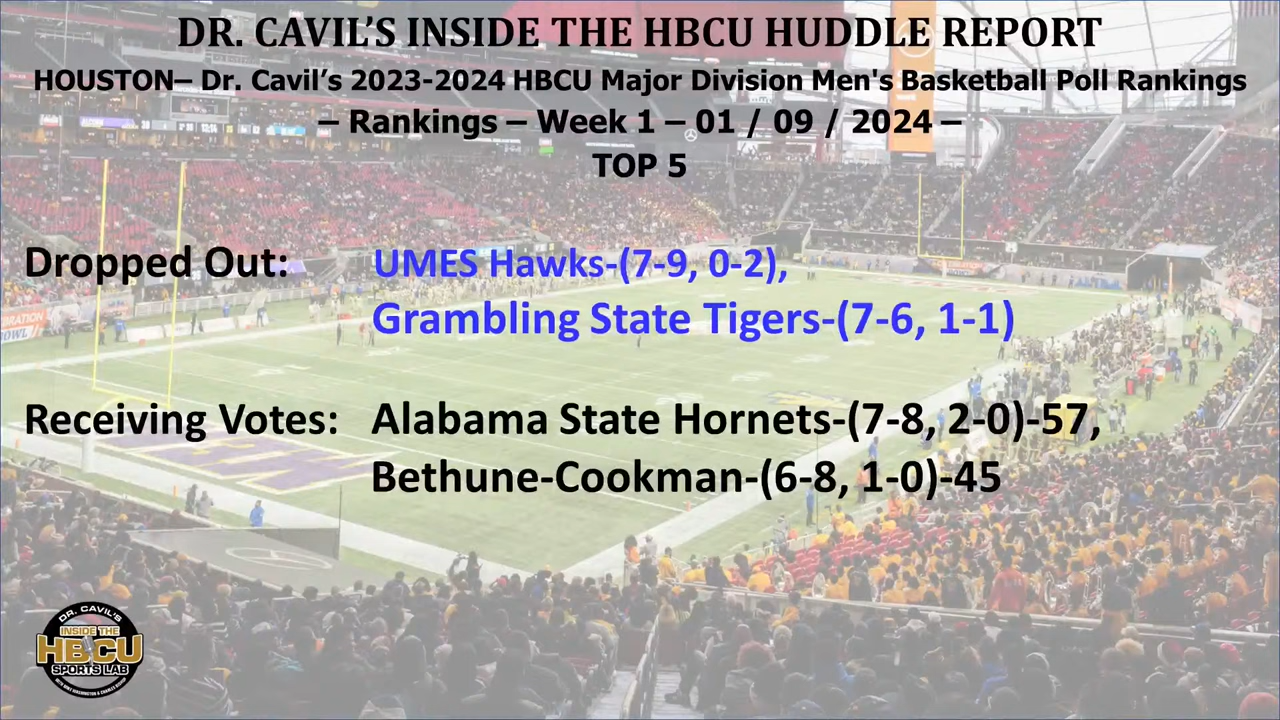 DR. CAVIL’S INSIDE THE HBCU HUDDLE REPORT
HOUSTON– Dr. Cavil’s 2023-2024 HBCU Major Division Men's Basketball Poll Rankings
– Rankings – Week 1 – 01 / 09 / 2024 –
TOP 5
Dropped Out: UMES Hawks-(7-9, 0-2),
Grambling State Tigers-(7-6, 1-1)
Receiving Votes: Alabama State Hornets-(7-8, 2-0)-57,
Bethune-Cookman-(6-8, 1-0)-45
DR. CAVIL'S
INSIDE THE
HBCU
SPORTS LAB